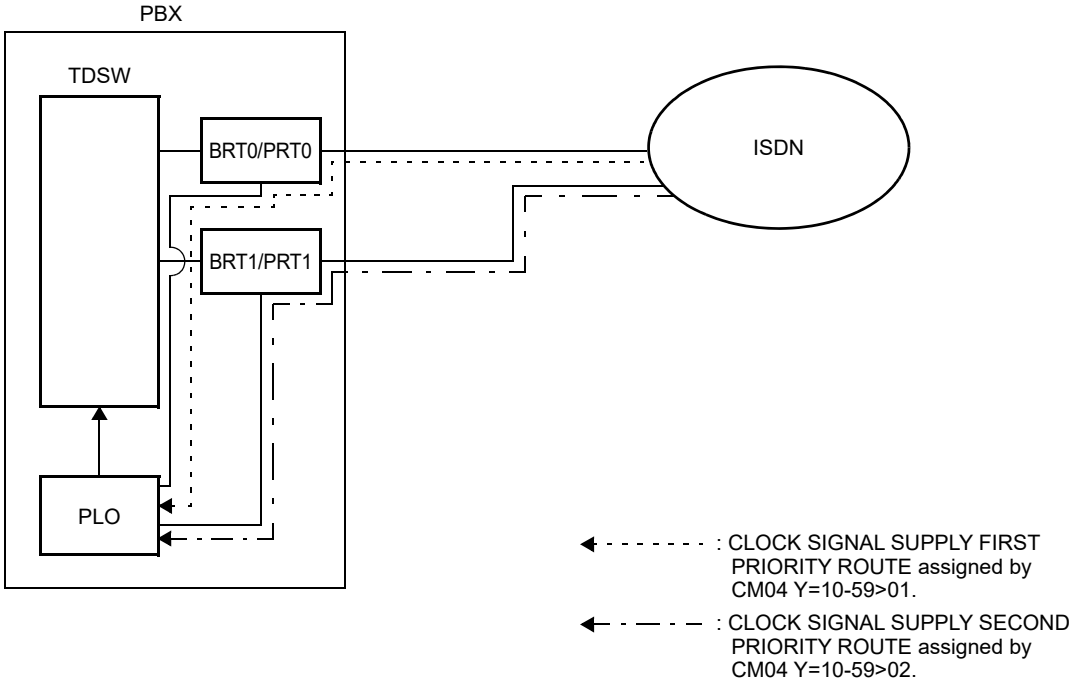 PBX
TDSW
BRT0/PRT0
ISDN
BRT1/PRT1
PLO
: CLOCK SIGNAL SUPPLY FIRST
PRIORITY ROUTE assigned by
CM04 Y=10-59>01.
: CLOCK SIGNAL SUPPLY SECOND
PRIORITY ROUTE assigned by
CM04 Y=10-59>02.